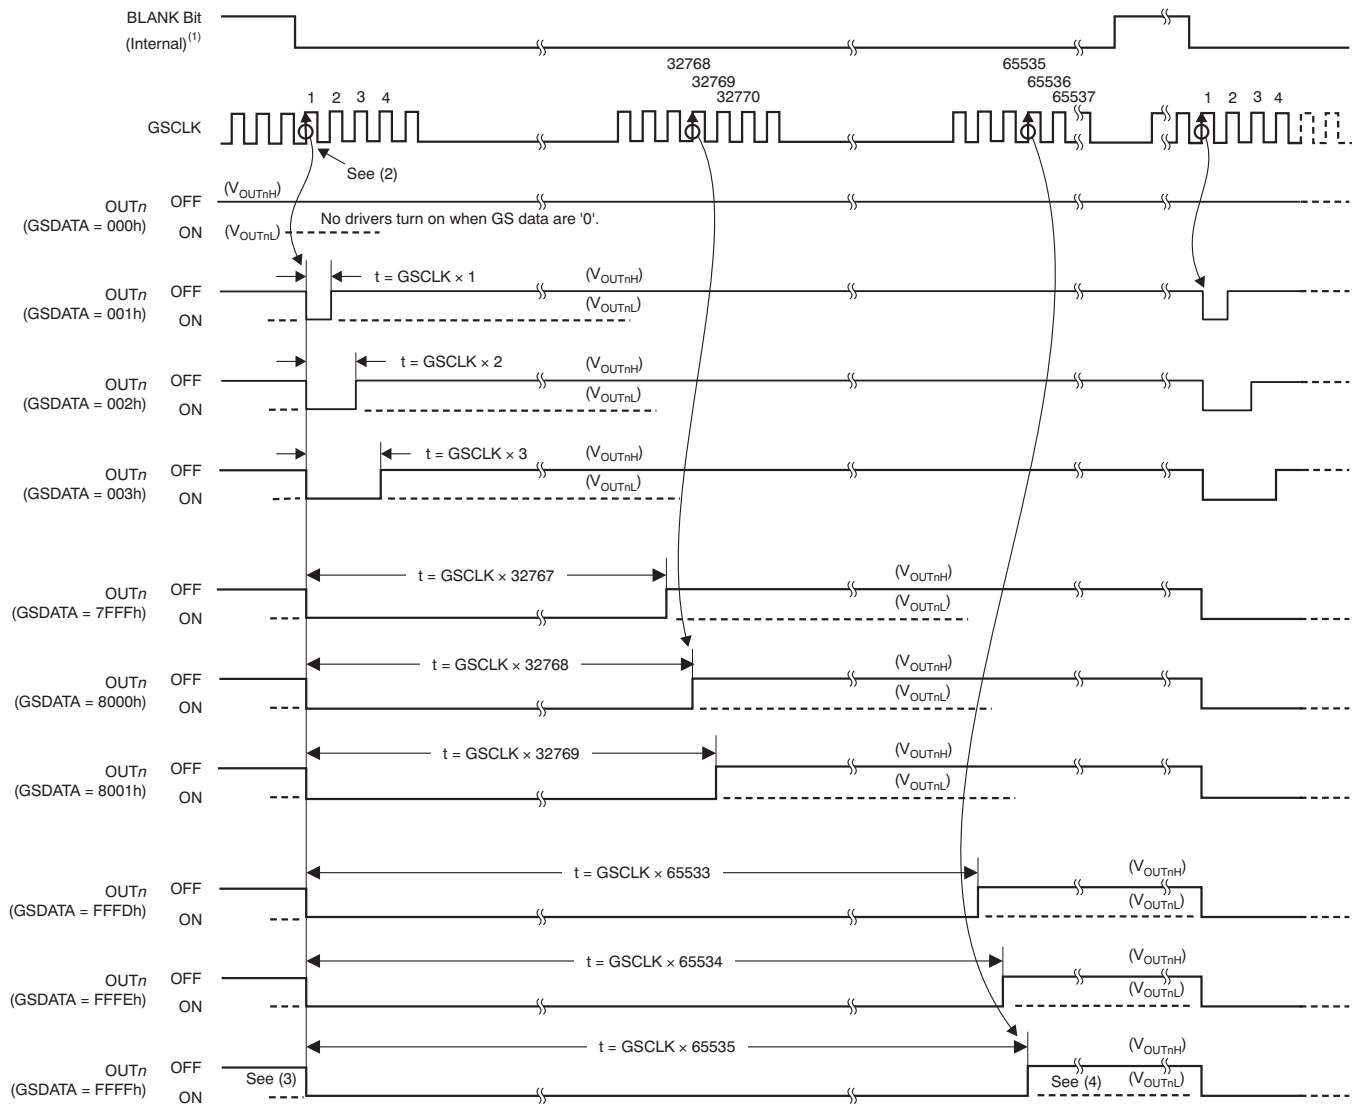 BLANK Bit
(Internal)(1)
32768
32769
32770
65535
65536
65537
1 2 3 4
1 2 3 4
GSCLK
See (2)
OUTn
(GSDATA = 000h)
OFF
ON
(VOUTnH)
(VOUTnL)
No drivers turn on when GS data are '0'.
OUTn
(GSDATA = 001h)
OFF
ON
t = GSCLK × 1
(VOUTnH)
(VOUTnL)
OUTn
(GSDATA = 002h)
OFF
ON
t = GSCLK × 2
(VOUTnH)
(VOUTnL)
OUTn
(GSDATA = 003h)
OFF
ON
t = GSCLK × 3
(VOUTnH)
(VOUTnL)
OUTn
(GSDATA = 7FFFh)
OFF
ON
t = GSCLK × 32767
(VOUTnH)
(VOUTnL)
OUTn
(GSDATA = 8000h)
OFF
ON
t = GSCLK × 32768
(VOUTnH)
(VOUTnL)
OUTn
(GSDATA = 8001h)
OFF
ON
t = GSCLK × 32769
(VOUTnH)
(VOUTnL)
OUTn
(GSDATA = FFFDh)
OFF
ON
t = GSCLK × 65533
(VOUTnH)
(VOUTnL)
OUTn
(GSDATA = FFFEh)
OFF
ON
t = GSCLK × 65534
(VOUTnH)
(VOUTnL)
OUTn
(GSDATA = FFFFh)
OFF
ON
See (3)
t = GSCLK × 65535
See (4)
(VOUTnH)
(VOUTnL)